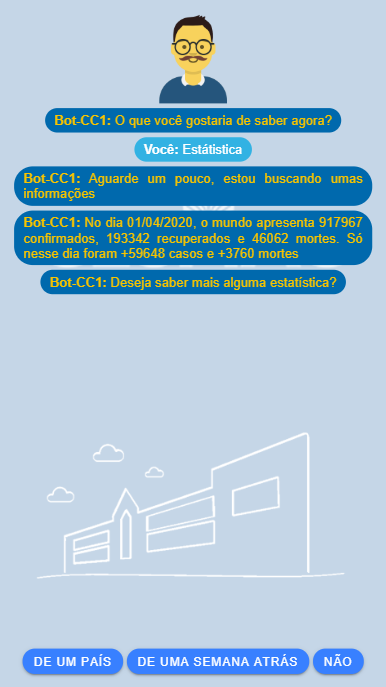 Bot-CC1: O que você gostaria de saber agora?
Você: Estátistica
Bot-CC1: Aguarde um pouco, estou buscando umas
informações
Bot-CC1: No dia 01/04/2020, o mundo apresenta 917967
confirmados, 193342 recuperados e 46062 mortes. Só
nesse dia foram +59648 casos e +3760 mortes
Bot-CC1: Deseja saber mais alguma estatística?
DE UM PAÍS
DE UMA SEMANA ATRÁS
NÃO